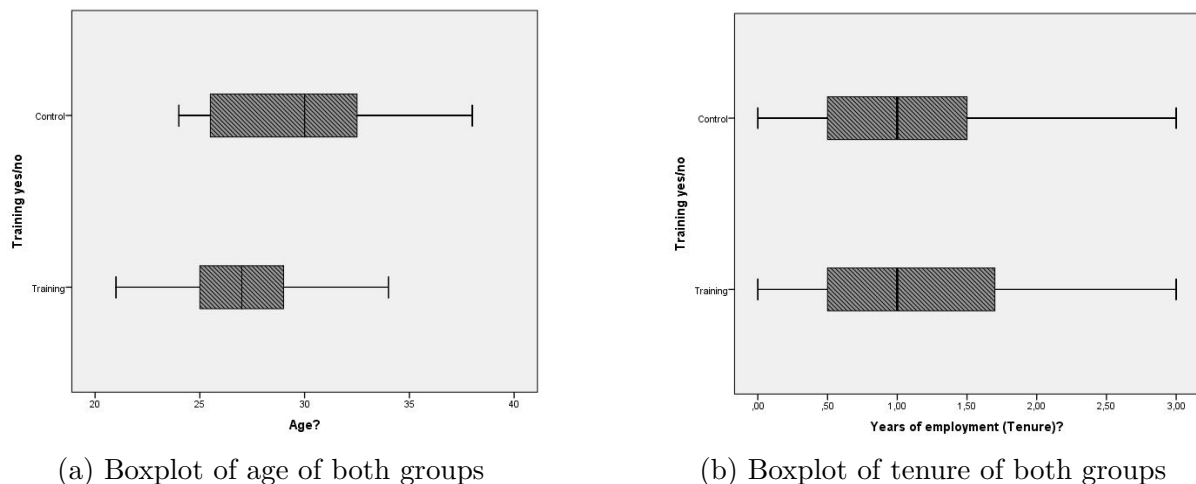 Training yes/no
Control
Training
20 25 30 35 40
Age?
(a) Boxplot of age of both groups
Training yes/no
Control
Training
,00 ,50 1,00 1,50 2,00 2,50 3,00
Years of employment (Tenure)?
(b) Boxplot of tenure of both groups